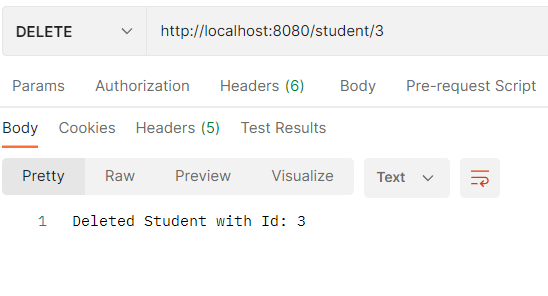 DELETE http://localhost:8080/student/3
Params Authorization Headers (6) Body Pre-request Script
Body Cookies Headers (5) Test Results
Pretty Raw Preview Visualize Text
1 Deleted Student with Id: 3